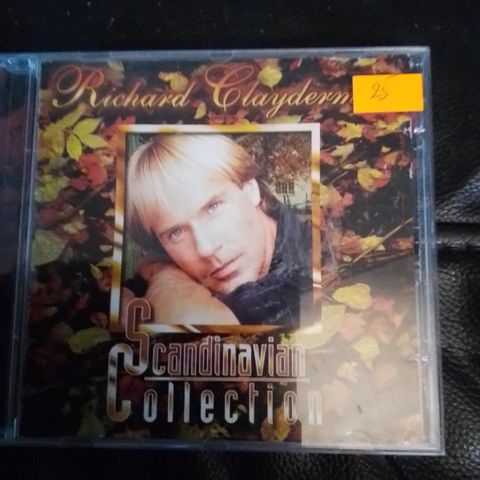 Richard Clayderm
25
Scandinavian
Collection